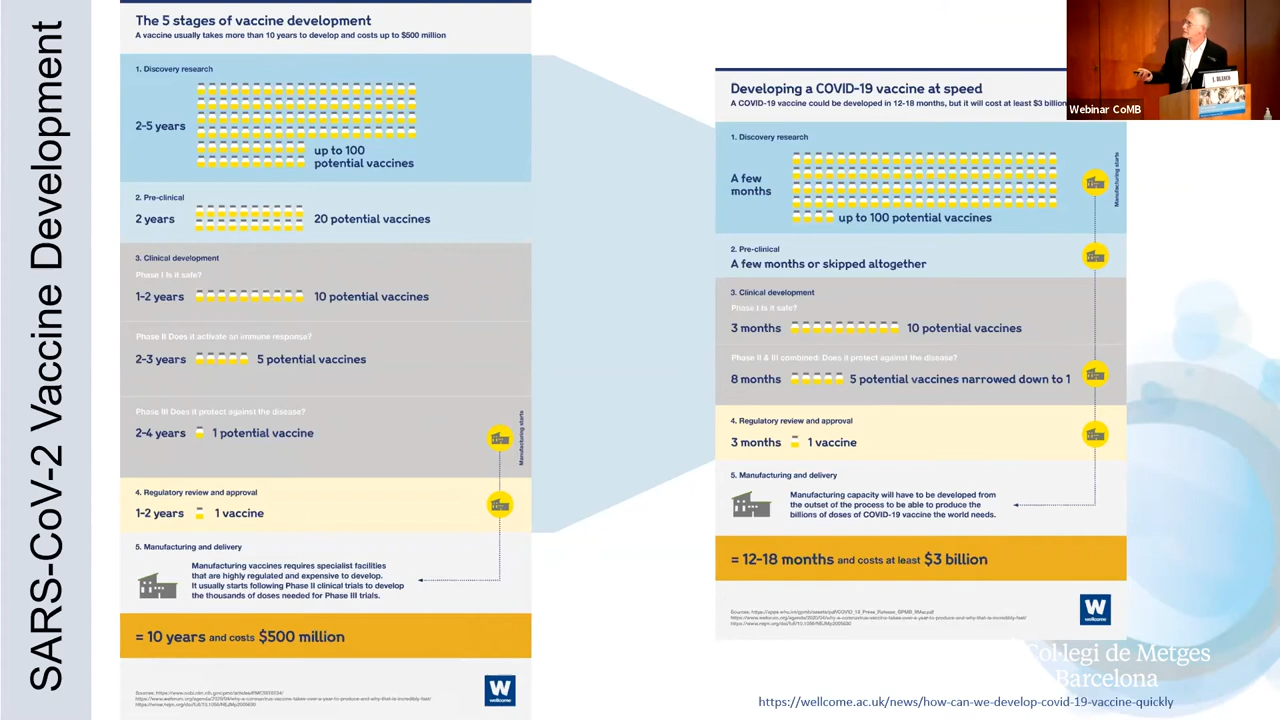 SARS-CoV-2 Vaccine Development
The 5 stages of vaccine development
A vaccine usually takes more than 10 years to develop and costs up to $500 million
1. Discovery research
2-5 years
up to 100
potential vaccines
2. Pre-clinical
2 years
20 potential vaccines
3. Clinical development
Phase I Is it safe?
1-2 years
10 potential vaccines
Phase II Does it activate an immune response?
2-3 years
5 potential vaccines
Phase III Does it protect against the disease?
2-4 years
1 potential vaccine
Manufacturing starts
4. Regulatory review and approval
1-2 years
1 vaccine
5. Manufacturing and delivery
Manufacturing vaccines requires specialist facilities
that are highly regulated and expensive to develop.
It usually starts following Phase II clinical trials to develop
the thousands of doses needed for Phase III trials.
= 10 years and costs $500 million
W
wellcome
Developing a COVID-19 vaccine at speed
A COVID-19 vaccine could be developed in 12-18 months, but it will cost at least $3 billion
1. Discovery research
A few
months
up to 100 potential vaccines
Manufacturing starts
2. Pre-clinical
A few months or skipped altogether
3. Clinical development
Phase I Is it safe?
3 months
10 potential vaccines
Phase II & III combined: Does it protect against the disease?
8 months
5 potential vaccines narrowed down to 1
4. Regulatory review and approval
3 months
1 vaccine
5. Manufacturing and delivery
Manufacturing capacity will have to be developed from
the outset of the process to be able to produce the
billions of doses of COVID-19 vaccine the world needs.
= 12-18 months and costs at least $3 billion
W
wellcome
J. BLANCO
Webinar CoMB
Col·legi de Metges
Barcelona
https://wellcome.ac.uk/news/how-can-we-develop-covid-19-vaccine-quickly